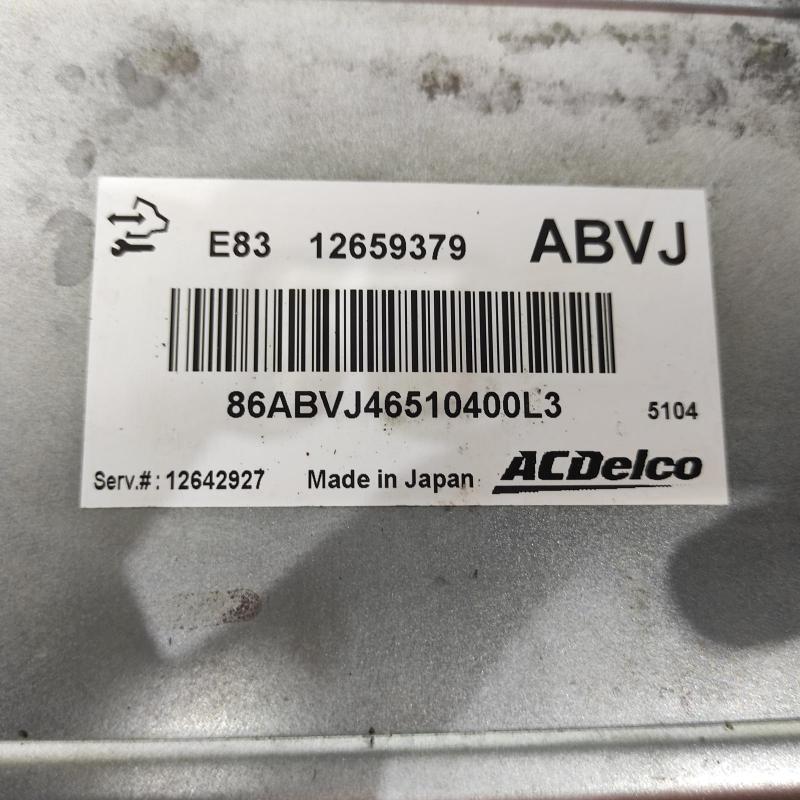 E83 12659379 ABVJ
86ABVJ46510400L3 5104
Serv.#: 12642927 Made in Japan ACDelco